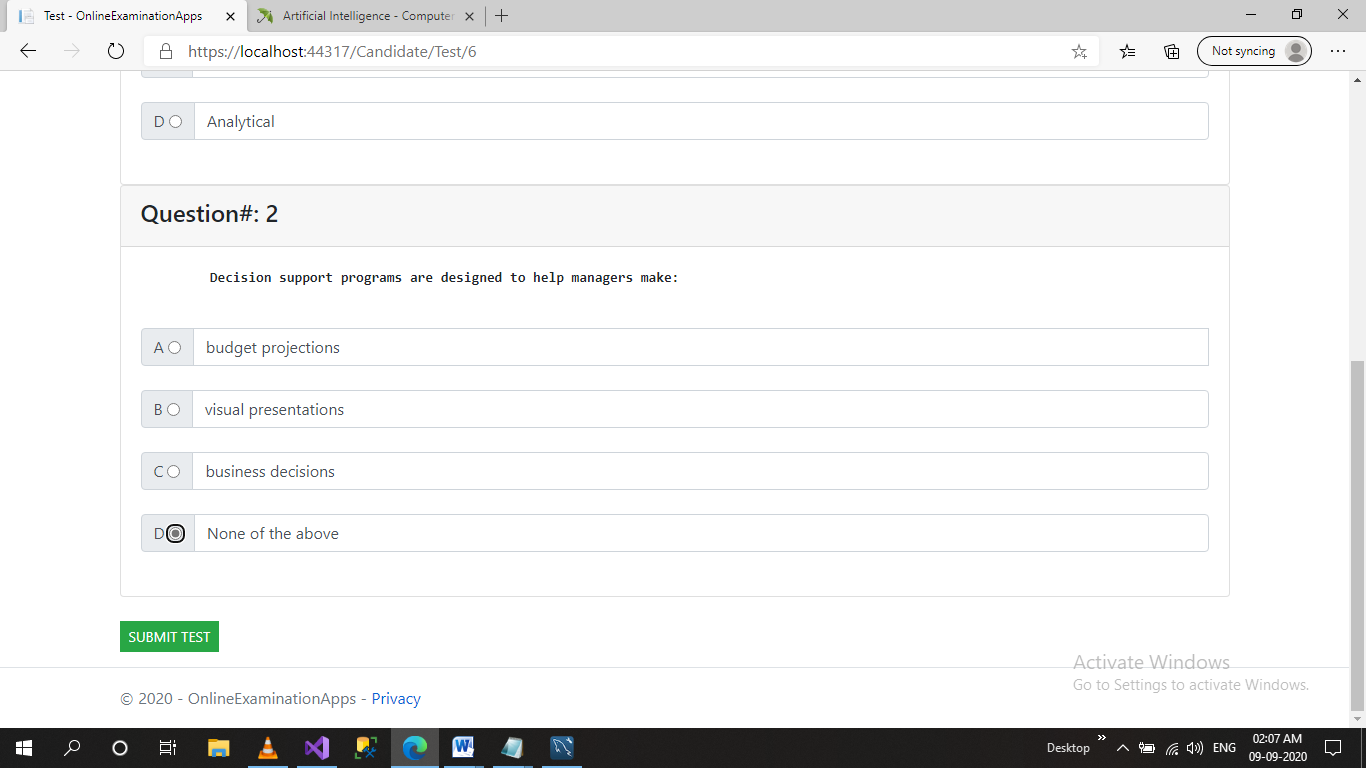 Test - OnlineExaminationApps
Artificial Intelligence - Computer
https://localhost:44317/Candidate/Test/6
Not syncing
D
Analytical
Question#: 2
Decision support programs are designed to help managers make:
A
budget projections
B
visual presentations
C
business decisions
D
None of the above
SUBMIT TEST
Activate Windows
Go to Settings to activate Windows.
© 2020 - OnlineExaminationApps - Privacy
Desktop
ENG
02:07 AM
09-09-2020